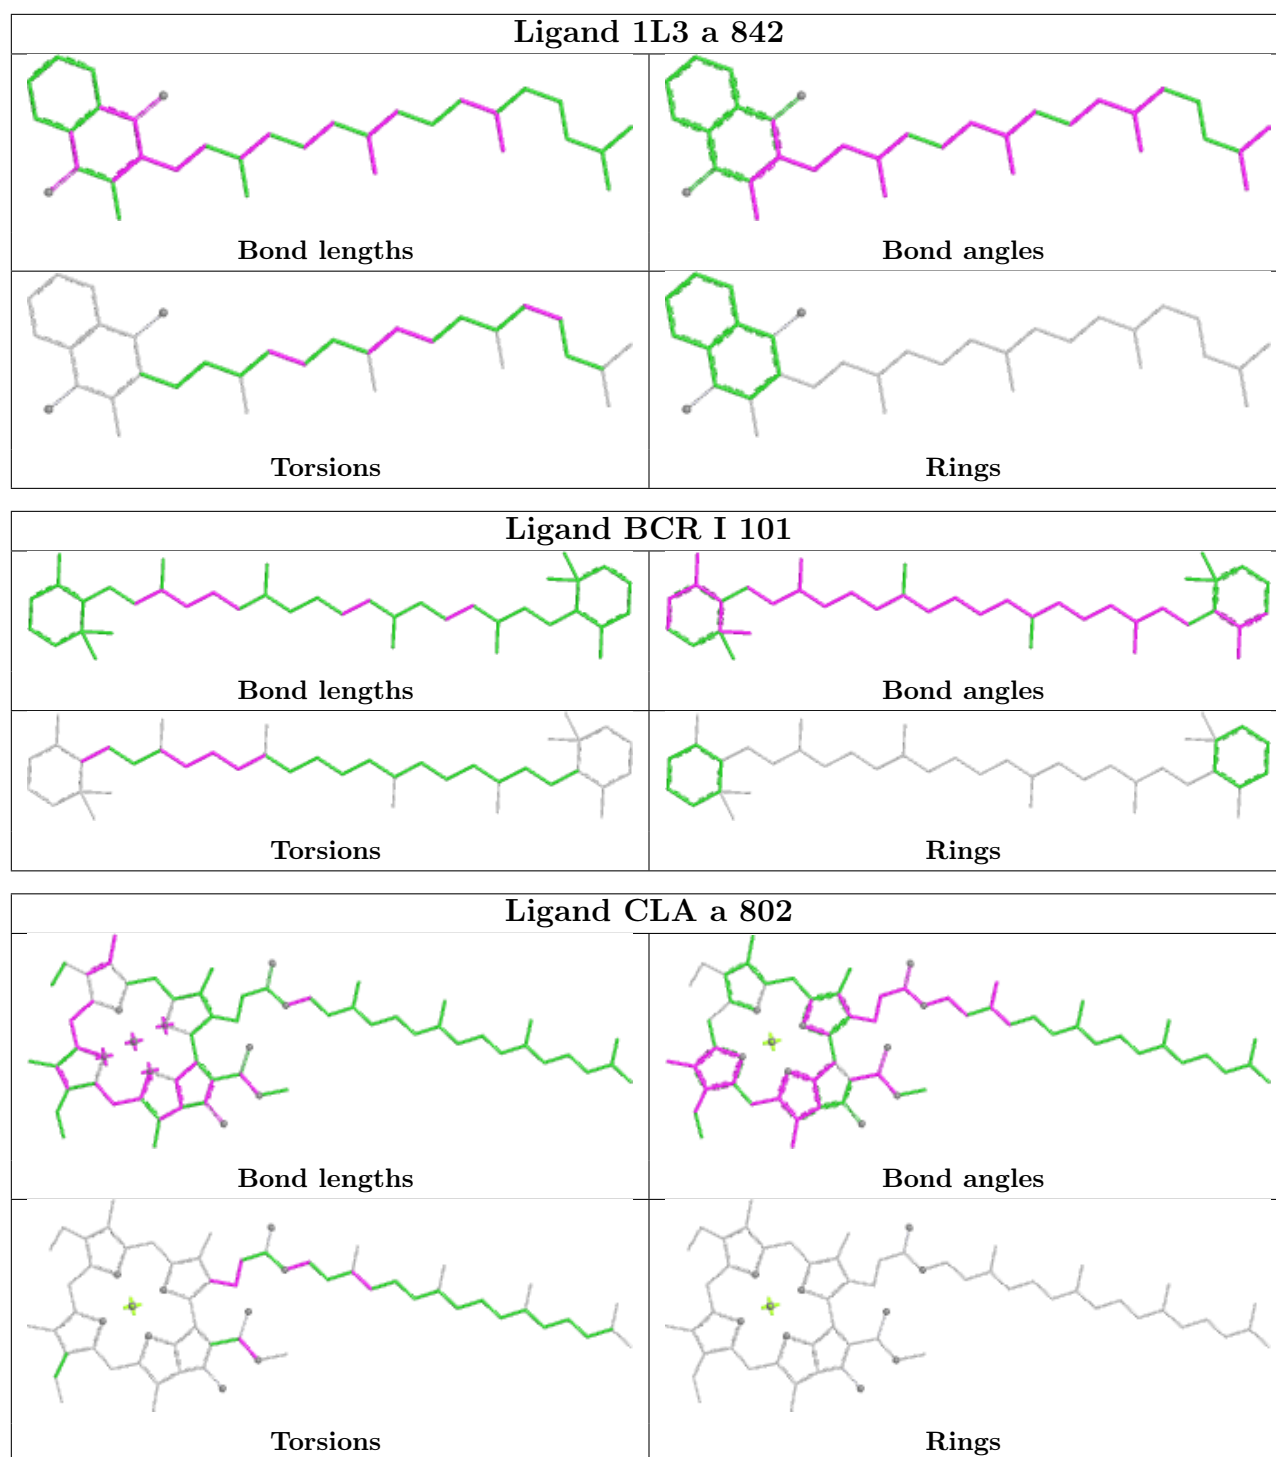 Ligand 1L3 a 842
Bond lengths
Bond angles
Torsions
Rings
Ligand BCR I 101
Bond lengths
Bond angles
Torsions
Rings
Ligand CLA a 802
Bond lengths
Bond angles
Torsions
Rings